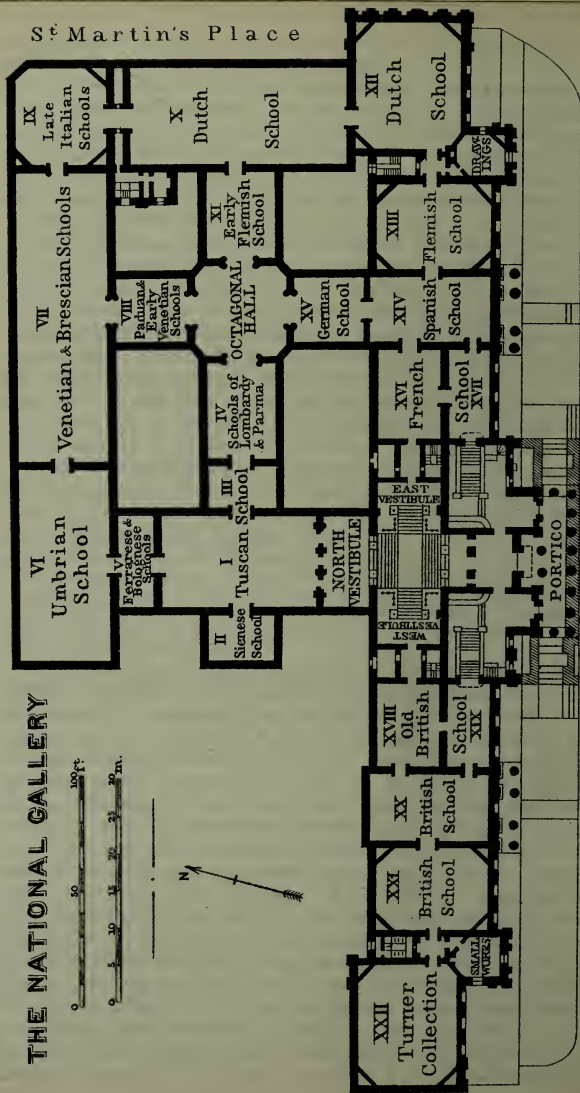 THE NATIONAL GALLERY
0 50 100 ft
0 5 10 15 20 25 30 m.
N
St Martin's Place
IX
Late
Italian
Schools
X
Dutch
School
XII
Dutch
School
DRAW-
INGS
VII
Venetian & Brescian Schools
VIII
Paduan &
Early
Venetian
Schools
XI
Early
Flemish
School
OCTAGONAL
HALL
XIII
Flemish
School
XV
German
School
XIV
Spanish
School
IV
Schools of
Lombardy
& Parma
XVI
French
School
XVII
VI
Umbrian
School
V
Ferrarese &
Bolognese
Schools
III
I
Tuscan School
II
Sienese
School
NORTH
VESTIBULE
EAST
VESTIBULE
WEST
VESTIBULE
PORTICO
XVIII
Old
British
School
XIX
XX
British
School
XXI
British
School
SMALL
WORKS
XXII
Turner
Collection